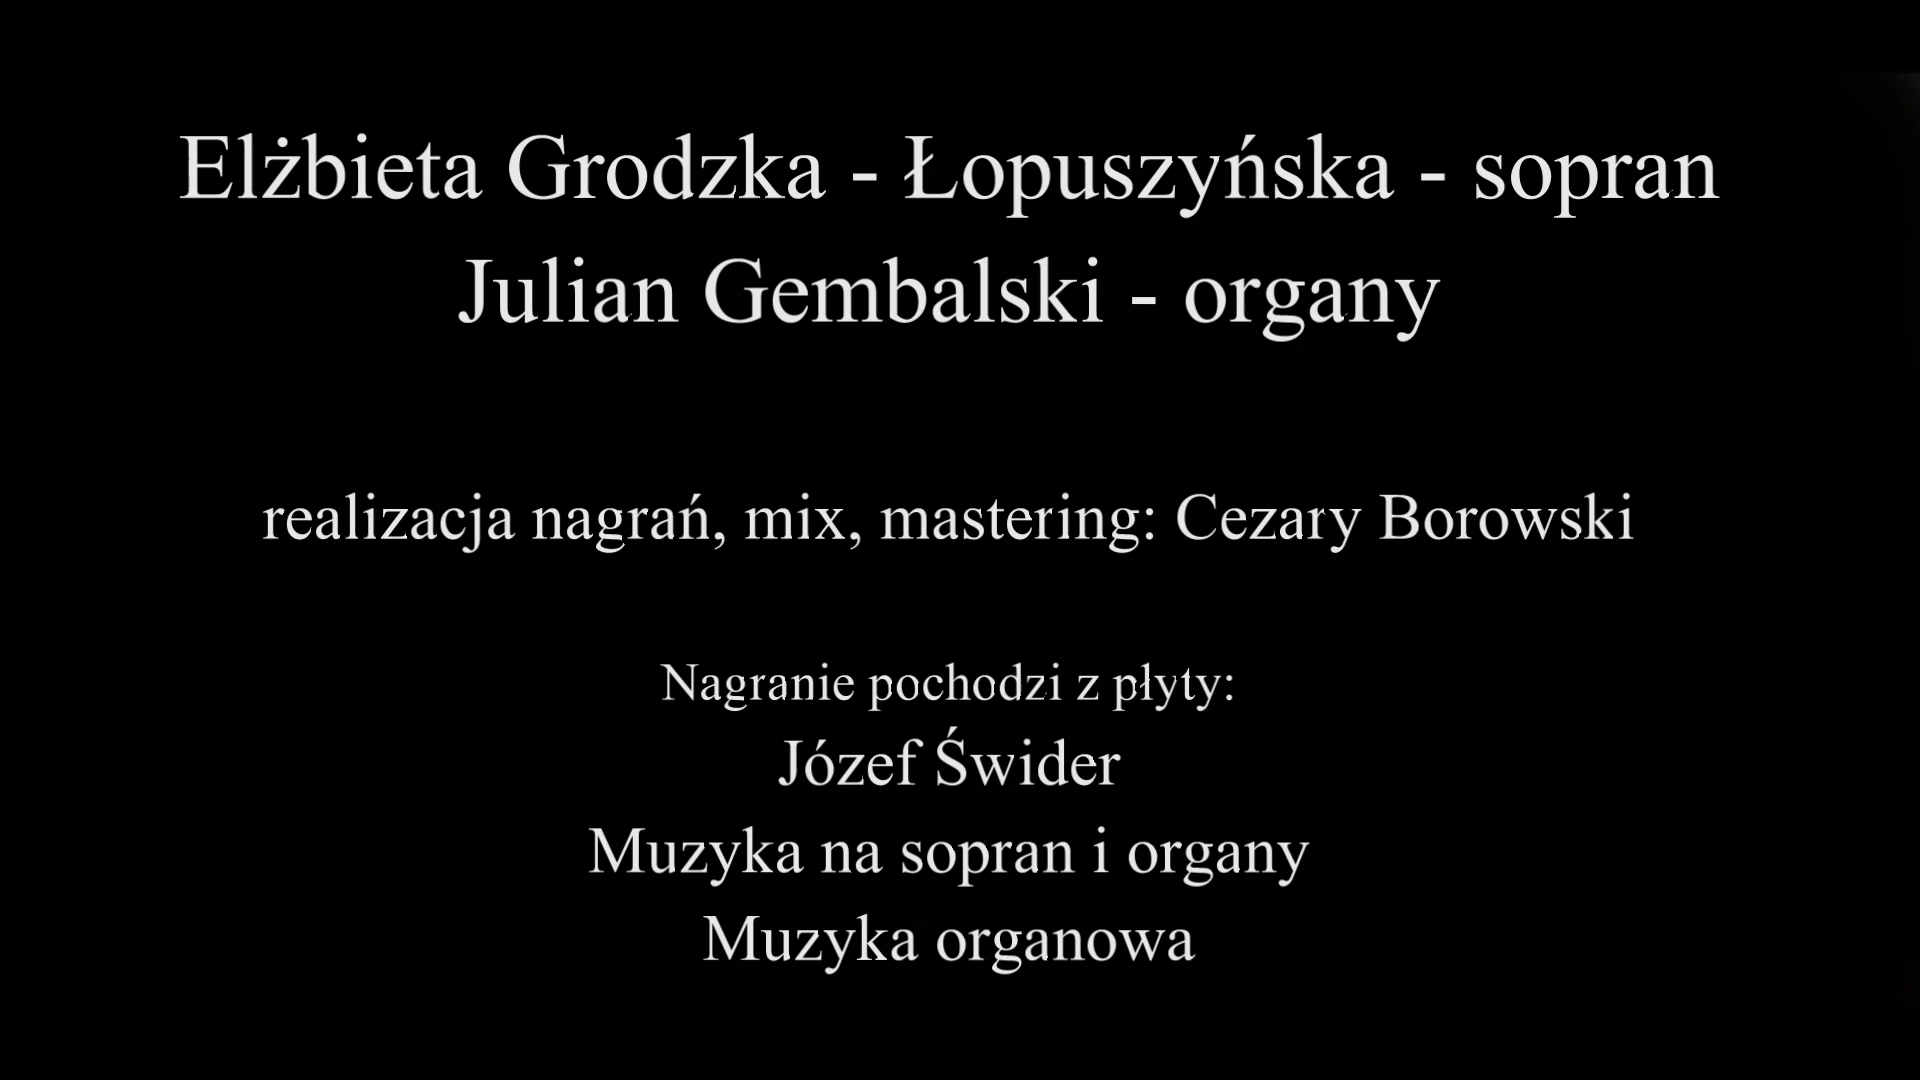 Elżbieta Grodzka - Łopuszyńska - sopran
Julian Gembalski - organy
realizacja nagrań, mix, mastering: Cezary Borowski
Nagranie pochodzi z płyty:
Józef Świder
Muzyka na sopran i organy
Muzyka organowa